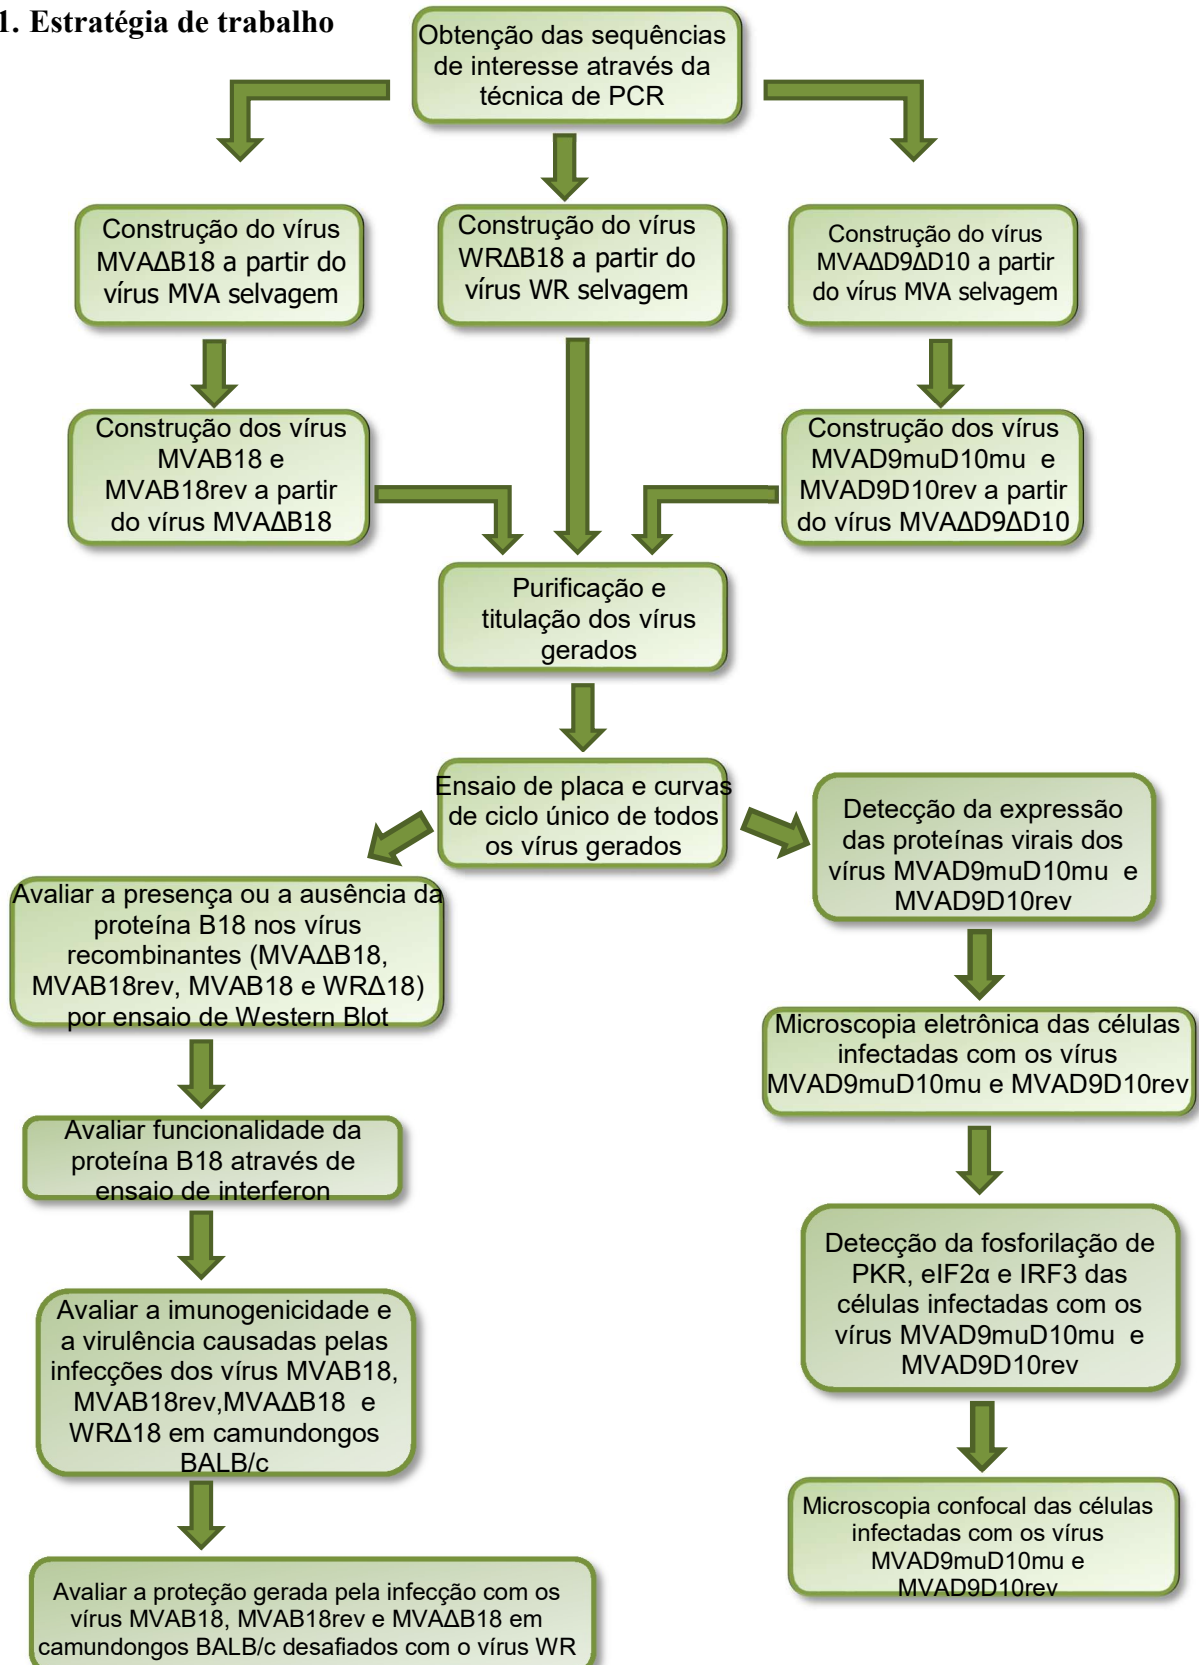 1. Estratégia de trabalho
Obtenção das sequências
de interesse através da
técnica de PCR
Construção do vírus
MVAΔB18 a partir do
vírus MVA selvagem
Construção do vírus
WRΔB18 a partir do
vírus WR selvagem
Construção do vírus
MVAΔD9ΔD10 a partir
do vírus MVA selvagem
Construção dos vírus
MVAB18 e
MVAB18rev a partir
do vírus MVAΔB18
Construção dos vírus
MVAD9muD10mu e
MVAD9D10rev a partir
do vírus MVAΔD9ΔD10
Purificação e
titulação dos vírus
gerados
Ensaio de placa e curvas
de ciclo único de todos
os vírus gerados
Detecção da expressão
das proteínas virais dos
vírus MVAD9muD10mu e
MVAD9D10rev
Avaliar a presença ou a ausência da
proteína B18 nos vírus
recombinantes (MVAΔB18,
MVAB18rev, MVAB18 e WRΔ18)
por ensaio de Western Blot
Microscopia eletrônica das células
infectadas com os vírus
MVAD9muD10mu e MVAD9D10rev
Avaliar funcionalidade da
proteína B18 através de
ensaio de interferon
Detecção da fosforilação de
PKR, eIF2α e IRF3 das
células infectadas com os
vírus MVAD9muD10mu e
MVAD9D10rev
Avaliar a imunogenicidade e
a virulência causadas pelas
infecções dos vírus MVAB18,
MVAB18rev,MVAΔB18 e
WRΔ18 em camundongos
BALB/c
Microscopia confocal das células
infectadas com os vírus
MVAD9muD10mu e
MVAD9D10rev
Avaliar a proteção gerada pela infecção com os
vírus MVAB18, MVAB18rev e MVAΔB18 em
camundongos BALB/c desafiados com o vírus WR